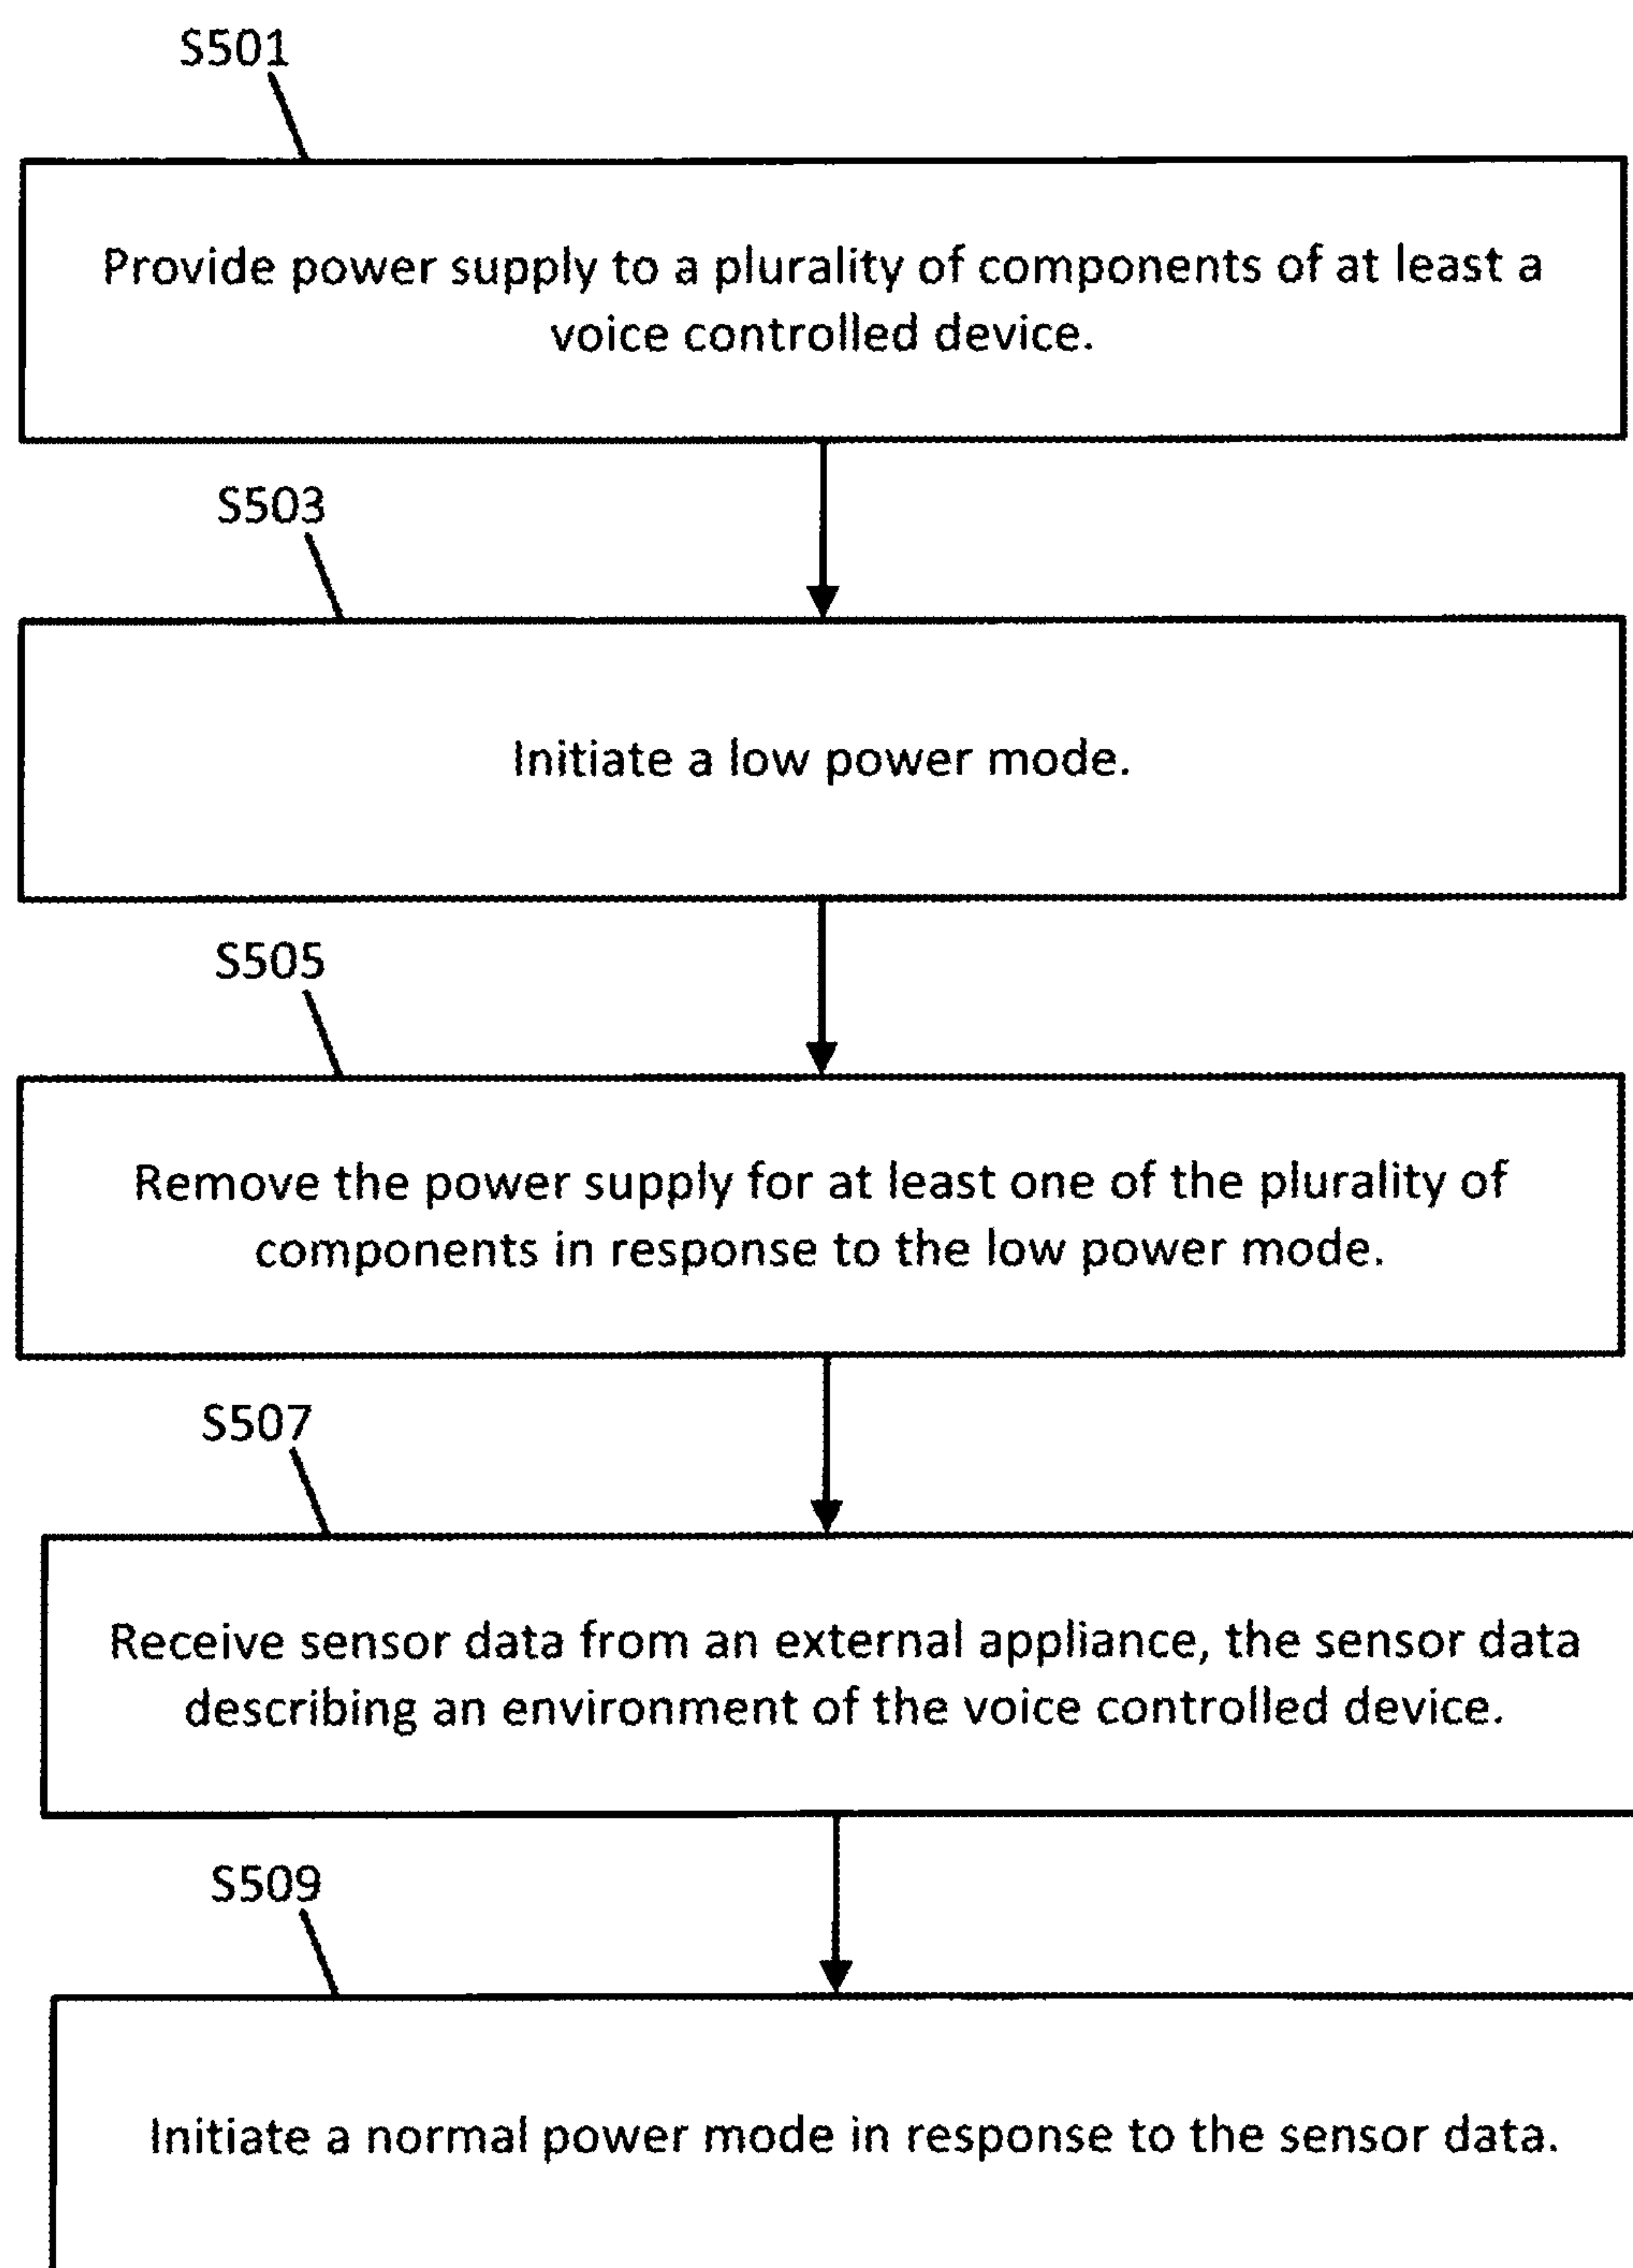 S501
Provide power supply to a plurality of components of at least a
voice controlled device.
S503
Initiate a low power mode.
S505
Remove the power supply for at least one of the plurality of
components in response to the low power mode.
S507
Receive sensor data from an external appliance, the sensor data
describing an environment of the voice controlled device.
S509
Initiate a normal power mode in response to the sensor data.